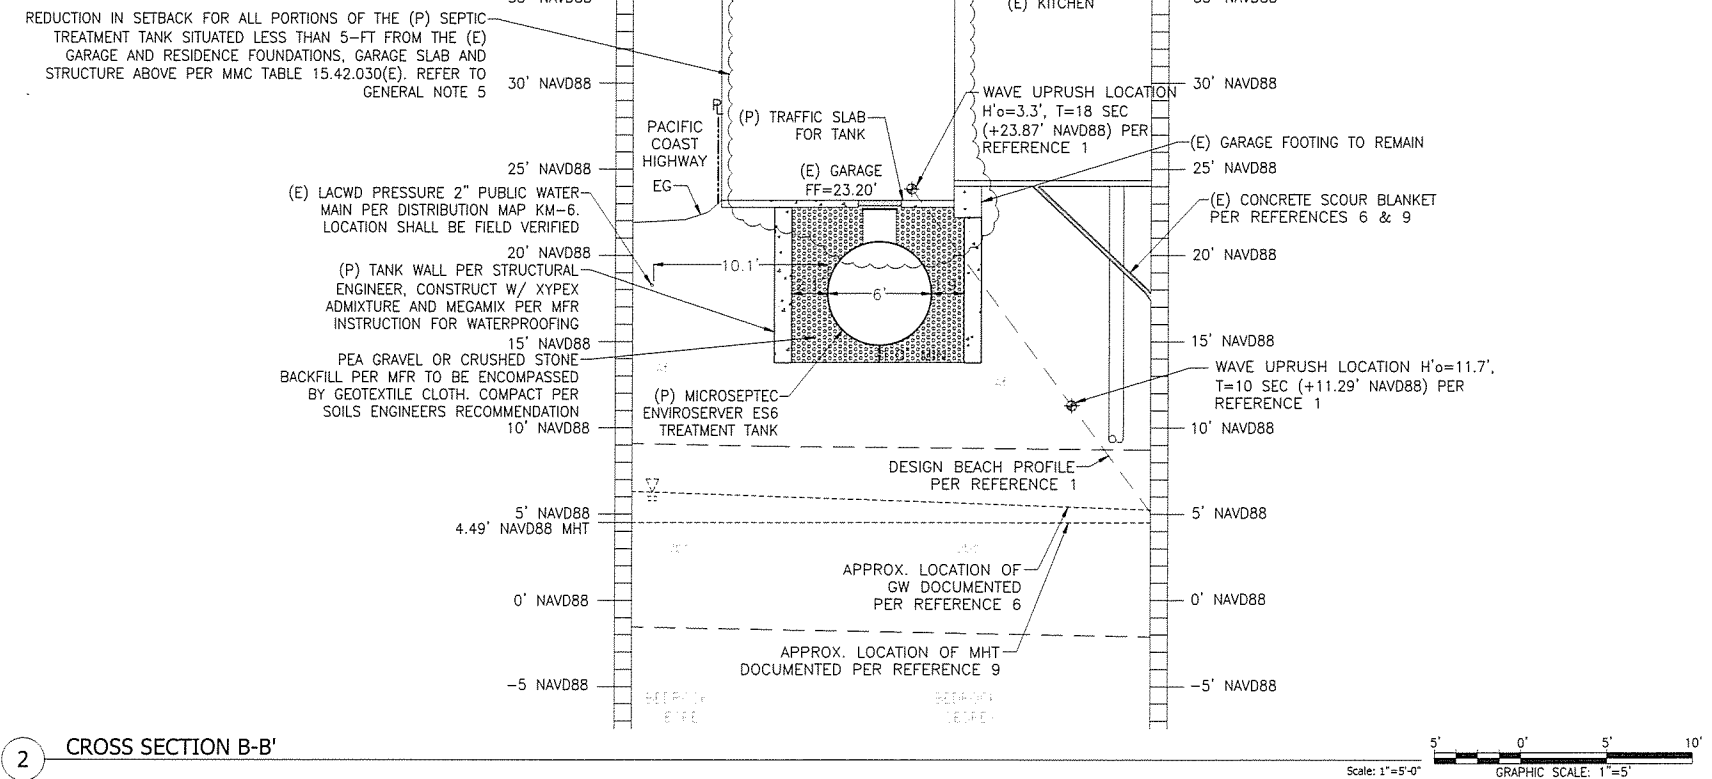 30' NAVD88
30' NAVD88
(E) KITCHEN
REDUCTION IN SETBACK FOR ALL PORTIONS OF THE (P) SEPTIC
TREATMENT TANK SITUATED LESS THAN 5-FT FROM THE (E)
GARAGE AND RESIDENCE FOUNDATIONS, GARAGE SLAB AND
STRUCTURE ABOVE PER MMC TABLE 15.42.030(E). REFER TO
GENERAL NOTE 5
WAVE UPRUSH LOCATION
H'o=3.3', T=18 SEC
(+23.87' NAVD88) PER
REFERENCE 1
PL
(P) TRAFFIC SLAB
FOR TANK
PACIFIC
COAST
HIGHWAY
(E) GARAGE FOOTING TO REMAIN
25' NAVD88
25' NAVD88
(E) GARAGE
FF=23.20'
EG
(E) LACWD PRESSURE 2" PUBLIC WATER
MAIN PER DISTRIBUTION MAP KM-6.
LOCATION SHALL BE FIELD VERIFIED
(E) CONCRETE SCOUR BLANKET
PER REFERENCES 6 & 9
20' NAVD88
20' NAVD88
(P) TANK WALL PER STRUCTURAL
ENGINEER, CONSTRUCT W/ XYPEX
ADMIXTURE AND MEGAMIX PER MFR
INSTRUCTION FOR WATERPROOFING
10.1'
6'
15' NAVD88
15' NAVD88
PEA GRAVEL OR CRUSHED STONE
BACKFILL PER MFR TO BE ENCOMPASSED
BY GEOTEXTILE CLOTH. COMPACT PER
SOILS ENGINEERS RECOMMENDATION
WAVE UPRUSH LOCATION H'o=11.7',
T=10 SEC (+11.29' NAVD88) PER
REFERENCE 1
(P) MICROSEPTEC
ENVIROSERVER ES6
TREATMENT TANK
10' NAVD88
10' NAVD88
DESIGN BEACH PROFILE
PER REFERENCE 1
5' NAVD88
5' NAVD88
4.49' NAVD88 MHT
APPROX. LOCATION OF
GW DOCUMENTED
PER REFERENCE 6
0' NAVD88
0' NAVD88
APPROX. LOCATION OF MHT
DOCUMENTED PER REFERENCE 9
-5 NAVD88
-5' NAVD88
BEDROCK
BEDROCK
2
CROSS SECTION B-B'
Scale: 1"=5'-0"
5'
0'
5'
10'
GRAPHIC SCALE: 1"=5'